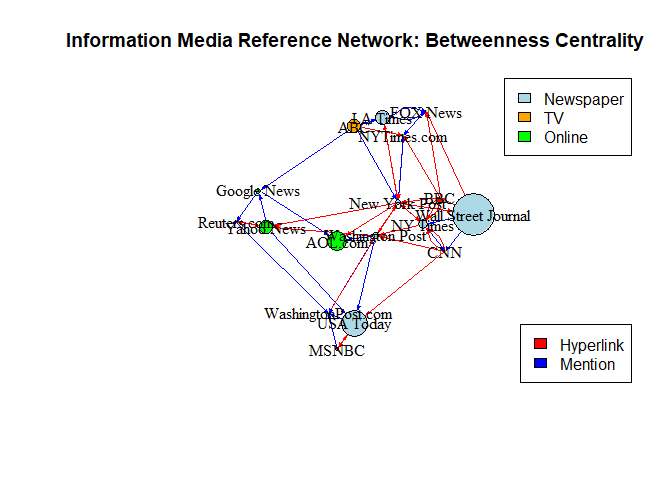 Information Media Reference Network: Betweenness Centrality
Newspaper
TV
Online
FOX News
LA Times
ABC
NYTimes.com
Google News
BBC
New York Post
Wall Street Journal
Reuters.com
Yahoo News
NY Times
Washington Post
AOL.com
CNN
WashingtonPost.com
USA Today
MSNBC
Hyperlink
Mention